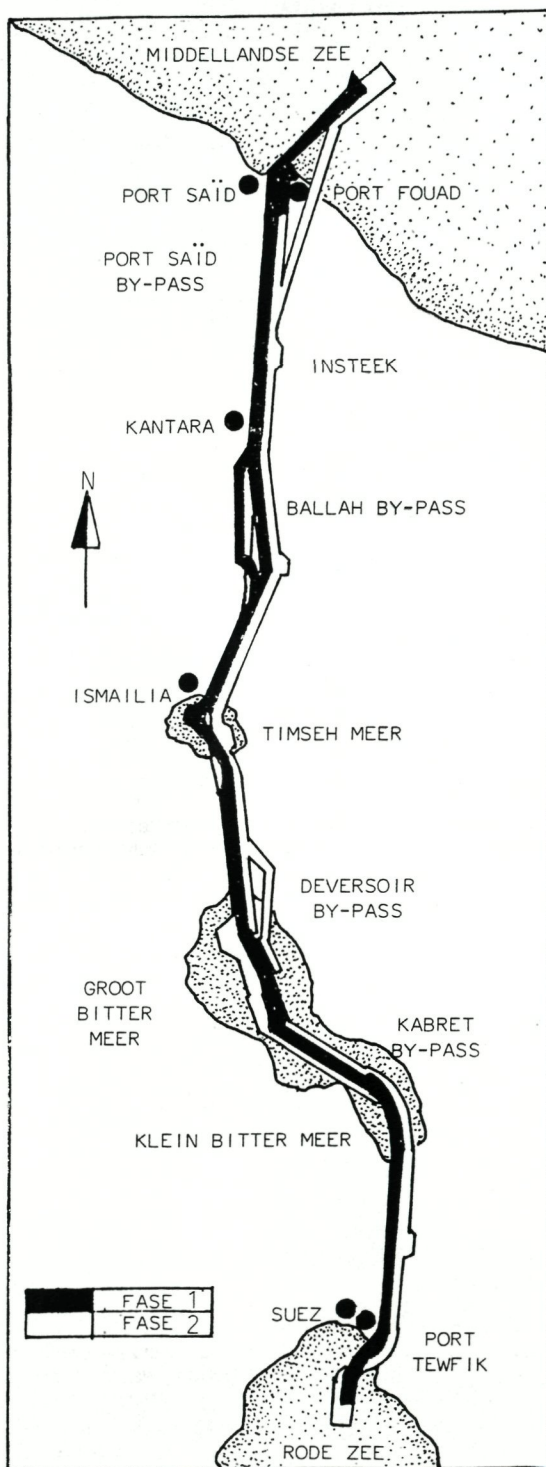 MIDDELLANDSE ZEE
PORT SAÏD
PORT FOUAD
PORT SAÏD
BY-PASS
INSTEEK
KANTARA
N
BALLAH BY-PASS
ISMAILIA
TIMSEH MEER
DEVERSOIR
BY-PASS
GROOT
BITTER
MEER
KABRET
BY-PASS
KLEIN BITTER MEER
FASE 1
FASE 2
SUEZ
PORT
TEWFIK
RODE ZEE